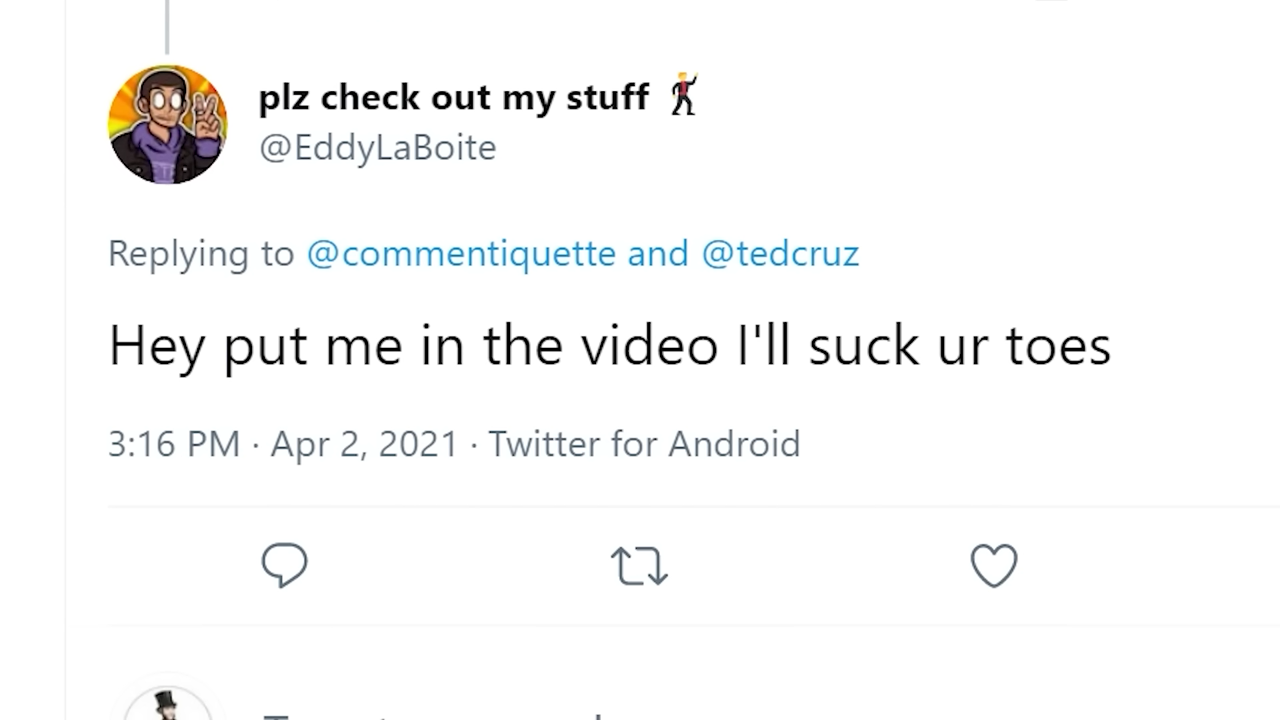 plz check out my stuff 🕺
@EddyLaBoite
Replying to @commentiquette and @tedcruz
Hey put me in the video I'll suck ur toes
3:16 PM · Apr 2, 2021 · Twitter for Android